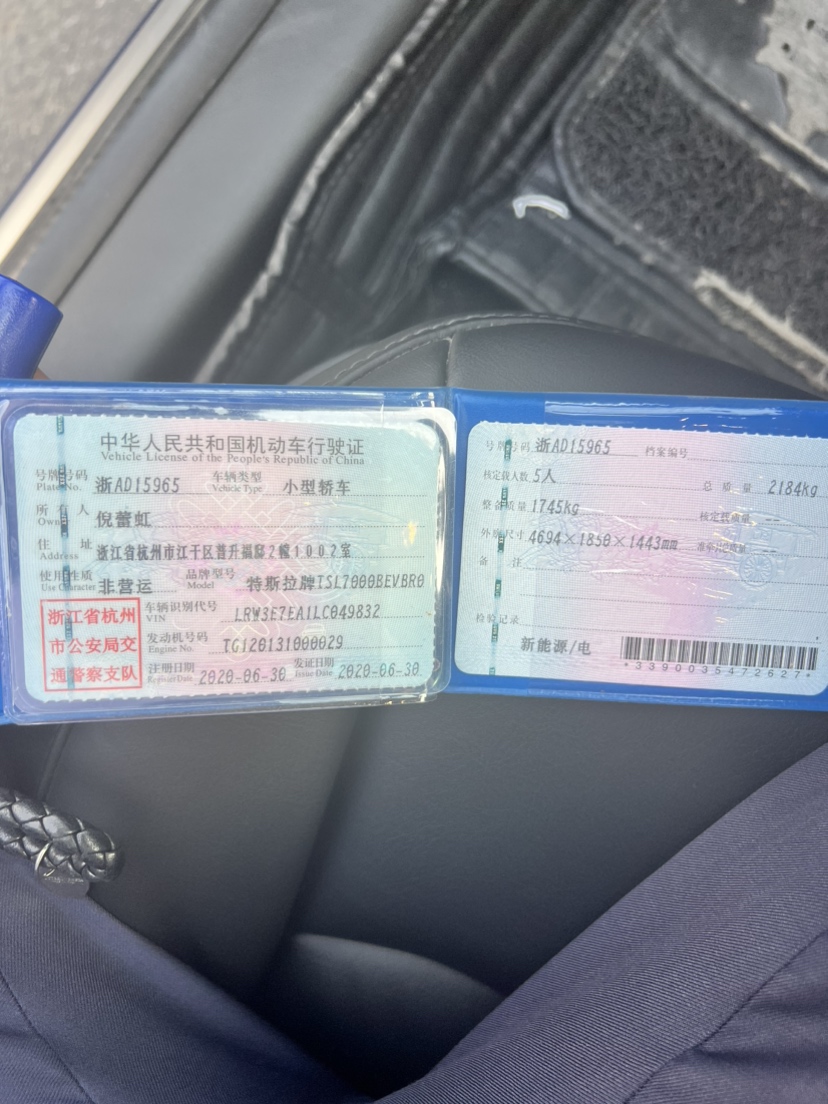 中华人民共和国机动车行驶证
Vehicle License of the People's Republic of China
号牌号码 浙AD15965 车辆类型 小型轿车
Plate No. Vehicle Type
所有人 倪蕾虹
Owner
住址 浙江省杭州市江干区普升福邸2幢1002室
Address
使用性质 非营运 品牌型号 特斯拉牌TSL7000BEVBR0
Use Character Model
浙江省杭州市公安局交通警察支队
车辆识别代号 LRW3E7EA1LC049832
VIN
发动机号码 TG120131000029
Engine No.
注册日期 2020-06-30 发证日期 2020-06-30
Register Date Issue Date
号牌号码 浙AD15965 档案编号
核定载人数 5人 总质量 2184kg
整备质量 1745kg 核定载质量 --
外廓尺寸 4694×1850×1443mm 准牵引总质量 --
备注
检验记录
新能源/电
*3390035472627*